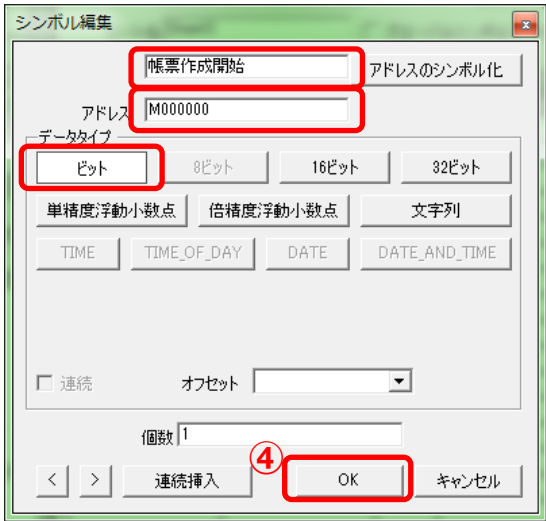 シンボル編集
帳票作成開始
アドレスのシンボル化
アドレス M000000
データタイプ
ビット 8ビット 16ビット 32ビット
単精度浮動小数点 倍精度浮動小数点 文字列
TIME TIME_OF_DAY DATE DATE_AND_TIME
連続 オフセット
個数 1
④
< > 連続挿入 OK キャンセル